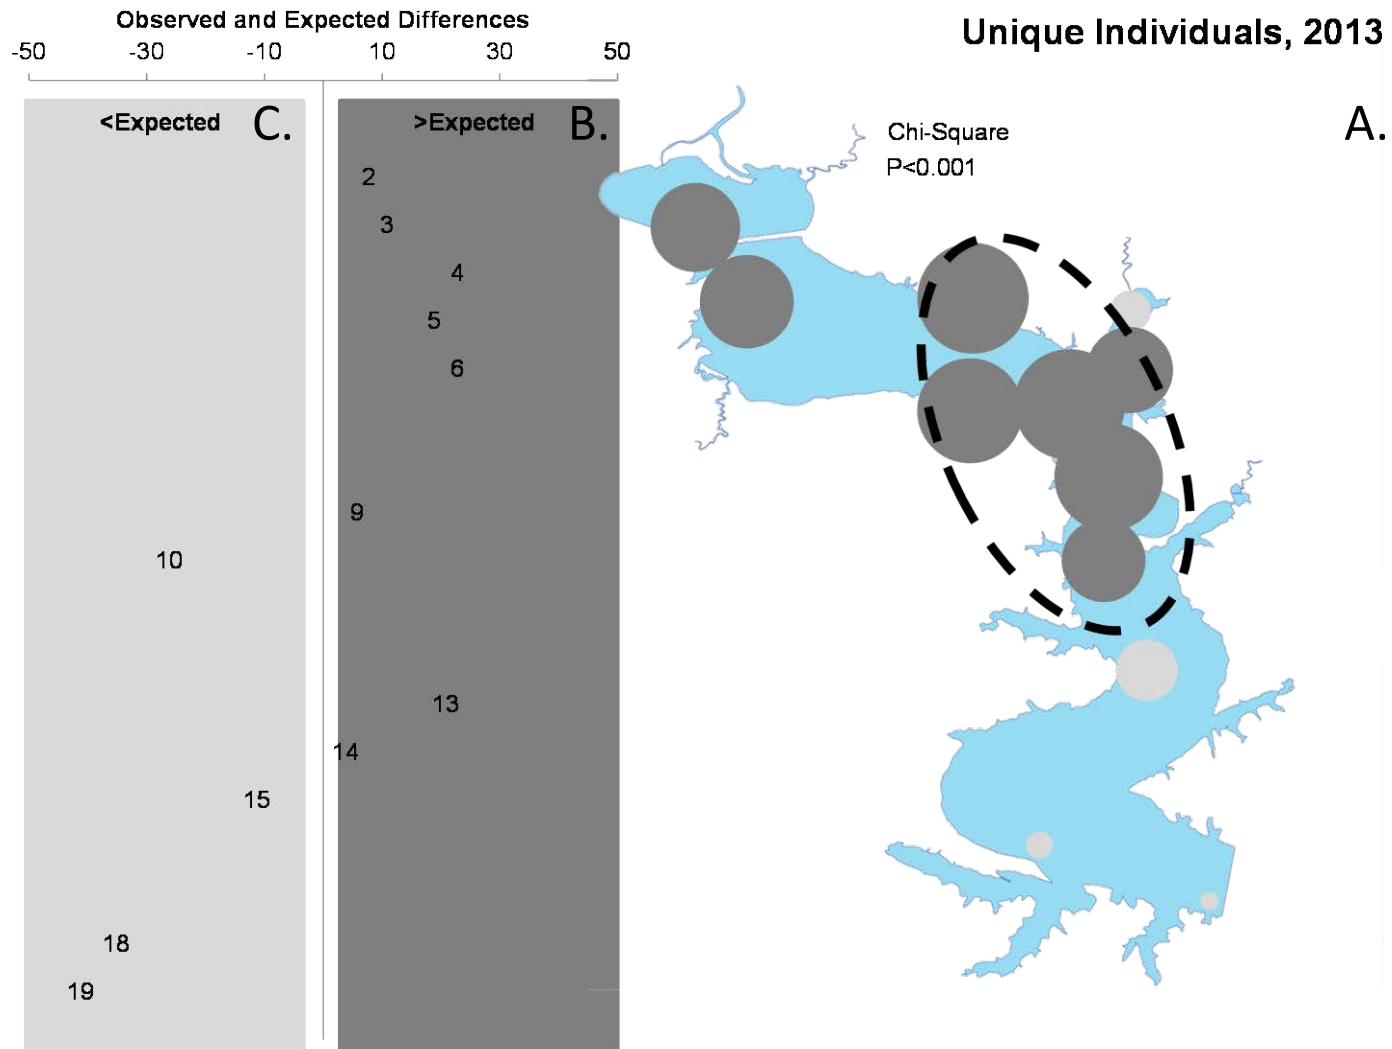 Observed and Expected Differences
Unique Individuals, 2013
-50 -30 -10 10 30 50
<Expected C. >Expected B. A.
Chi-Square
P<0.001
2
3
4
5
6
9
10
13
14
15
18
19